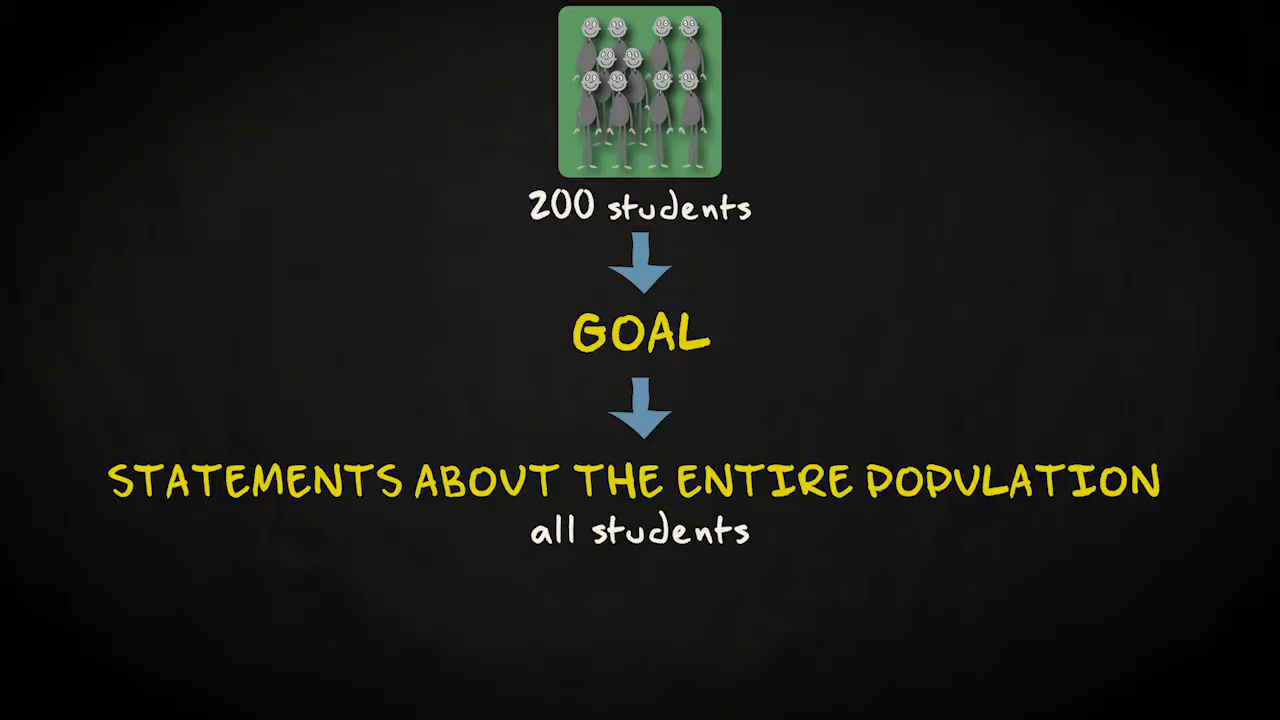 200 students
GOAL
STATEMENTS ABOUT THE ENTIRE POPULATION
all students